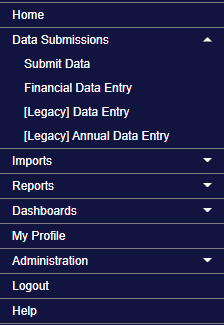 Home
Data Submissions
Submit Data
Financial Data Entry
[Legacy] Data Entry
[Legacy] Annual Data Entry
Imports
Reports
Dashboards
My Profile
Administration
Logout
Help